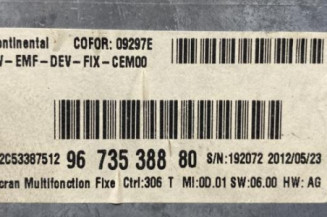 ontinental COFOR: 09297E
V-EMF-DEV-FIX-CEM00
2C53387512 96 735 388 80 S/N:192072 2012/05/23
cran Multifonction Fixe Ctrl:306 T MI:0D.01 SW:06.00 HW: AG